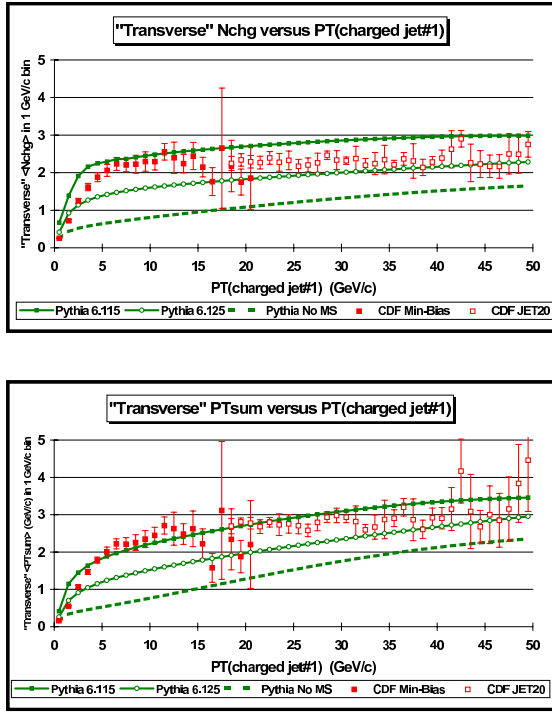 "Transverse" Nchg versus PT(charged jet#1)
"Transverse" <Nchg> in 1 GeV/c bin
5
4
3
2
1
0
0 5 10 15 20 25 30 35 40 45 50
PT(charged jet#1) (GeV/c)
Pythia 6.115 Pythia 6.125 Pythia No MS CDF Min-Bias CDF JET20
"Transverse" PTsum versus PT(charged jet#1)
"Transverse" <PTsum> (GeV/c) in 1 GeV/c bin
5
4
3
2
1
0
0 5 10 15 20 25 30 35 40 45 50
PT(charged jet#1) (GeV/c)
Pythia 6.115 Pythia 6.125 Pythia No MS CDF Min-Bias CDF JET20